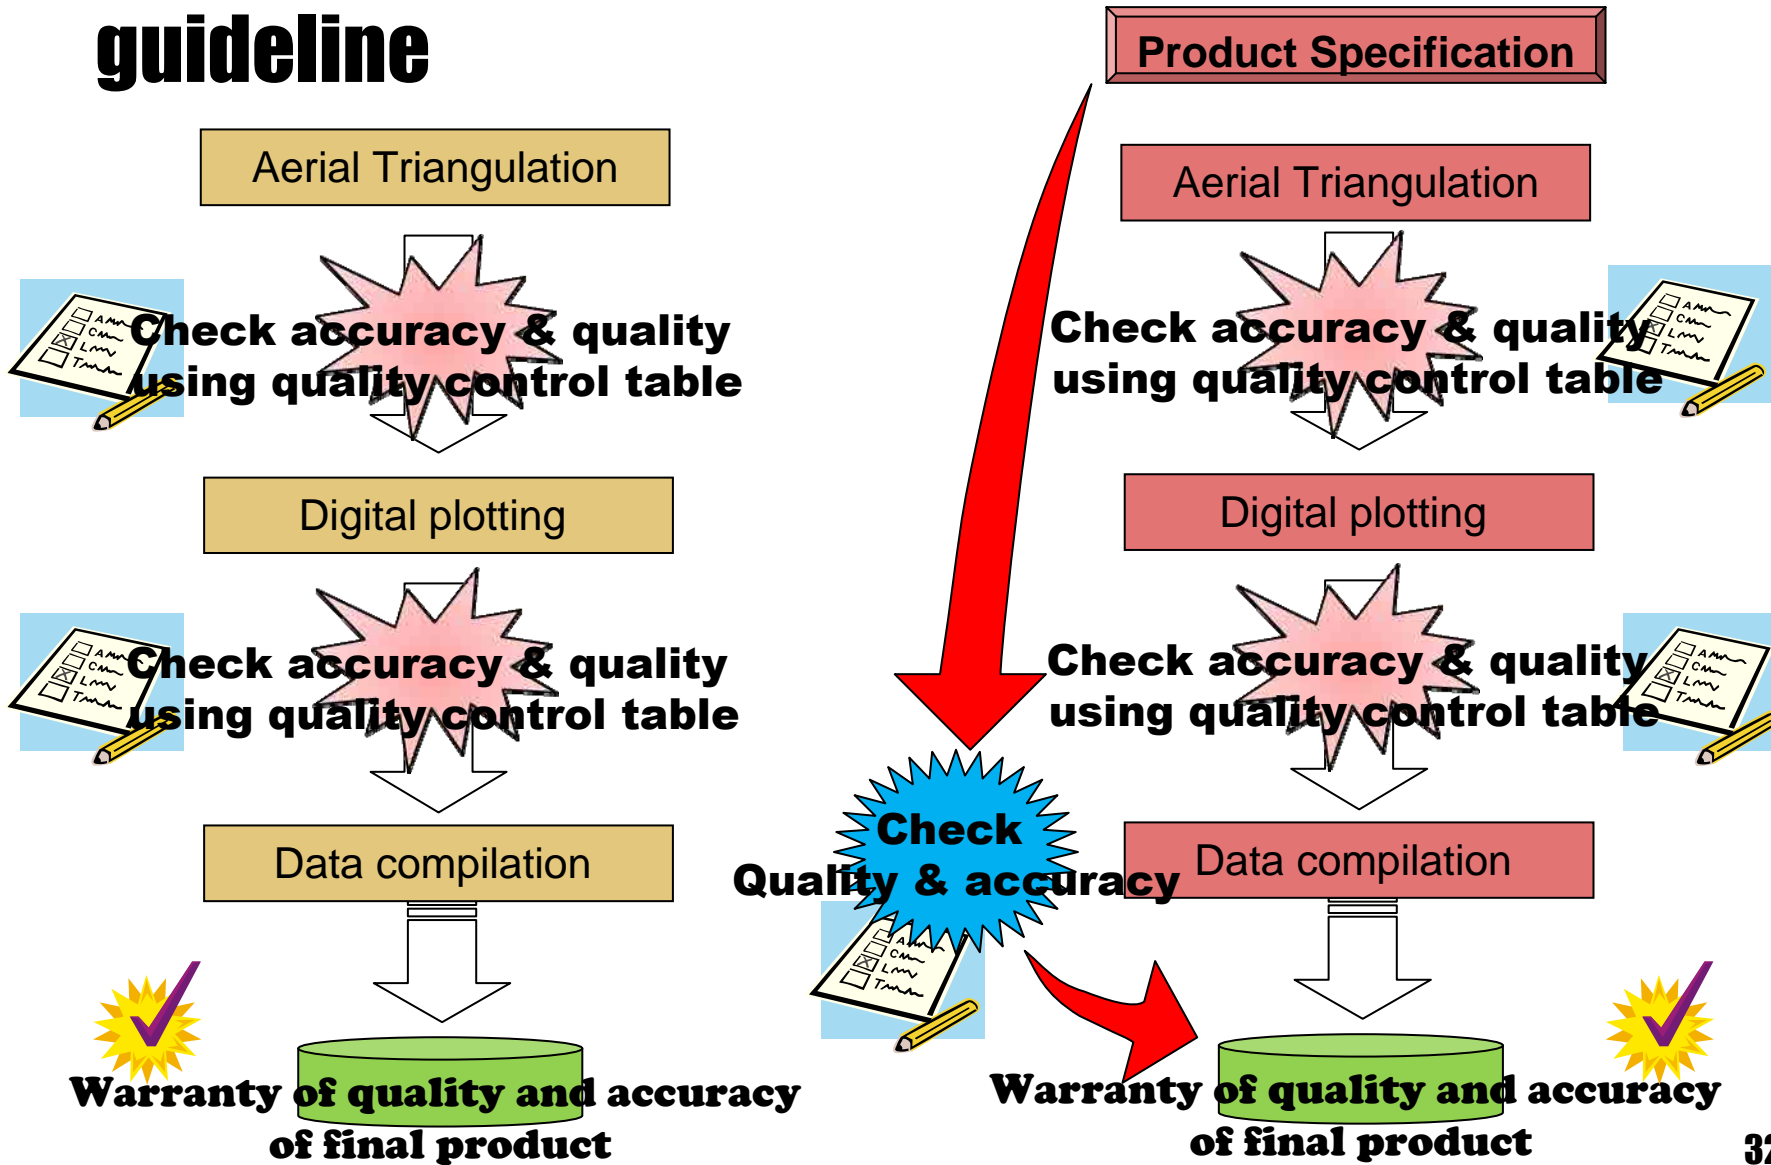 guideline
Aerial Triangulation
Check accuracy & quality
using quality control table
Digital plotting
Check accuracy & quality
using quality control table
Data compilation
Warranty of quality and accuracy
of final product
Product Specification
Aerial Triangulation
Check accuracy & quality
using quality control table
Digital plotting
Check accuracy & quality
using quality control table
Check
Quality & accuracy
Data compilation
Warranty of quality and accuracy
of final product
32